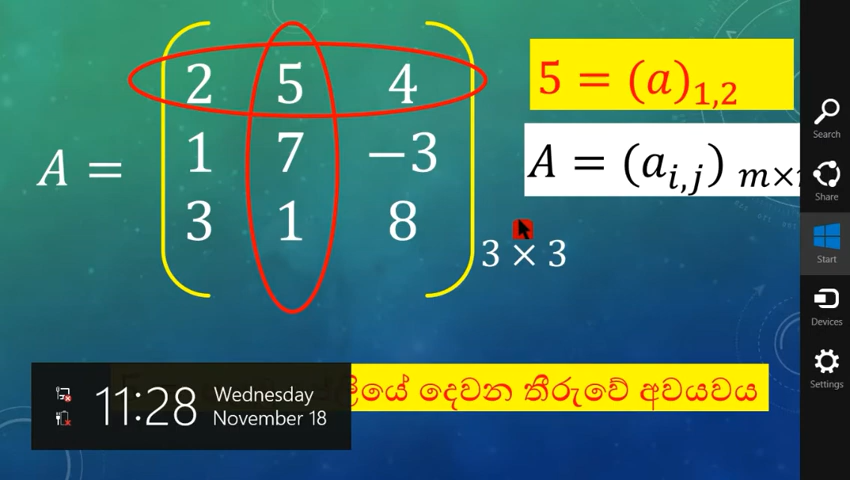 A =
2 5 4
1 7 −3
3 1 8
3 × 3
5 = (a)1,2
A = (ai,j) m×
Search
Share
Start
Devices
Settings
11:28
Wednesday
November 18
දෙවන තීරුවේ අවයවය